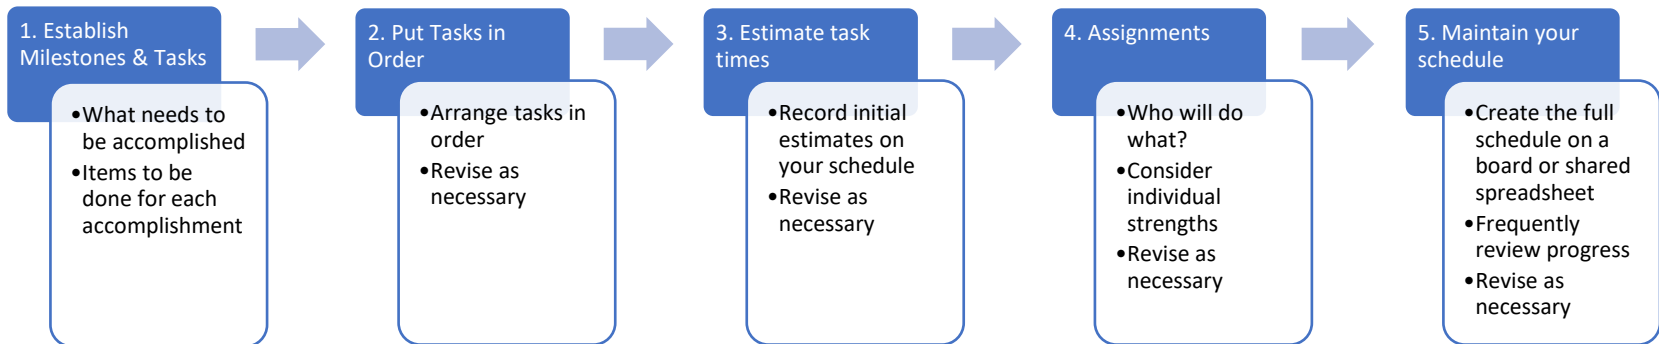 1. Establish
Milestones & Tasks
•What needs to
be accomplished
•Items to be
done for each
accomplishment
2. Put Tasks in
Order
•Arrange tasks in
order
•Revise as
necessary
3. Estimate task
times
•Record initial
estimates on
your schedule
•Revise as
necessary
4. Assignments
•Who will do
what?
•Consider
individual
strengths
•Revise as
necessary
5. Maintain your
schedule
•Create the full
schedule on a
board or shared
spreadsheet
•Frequently
review progress
•Revise as
necessary